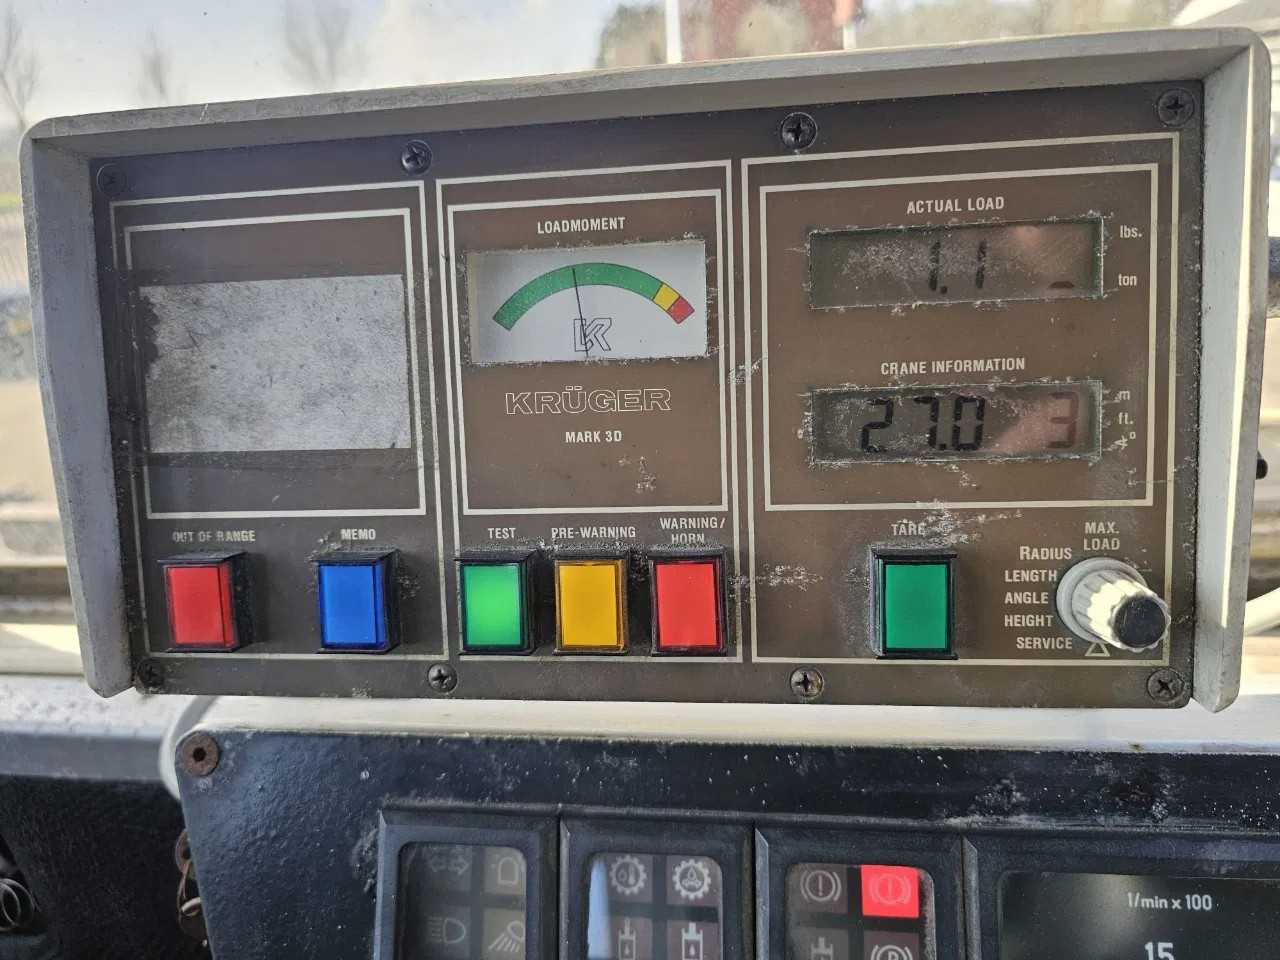 LOADMOMENT
KR
KRÜGER
MARK 3D
ACTUAL LOAD
1.1
lbs.
ton
CRANE INFORMATION
27.0 3
m
ft.
OUT OF RANGE
MEMO
TEST
PRE-WARNING
WARNING/
HORN
TARE
MAX.
LOAD
RADIUS
LENGTH
ANGLE
HEIGHT
SERVICE
1/min x 100
15